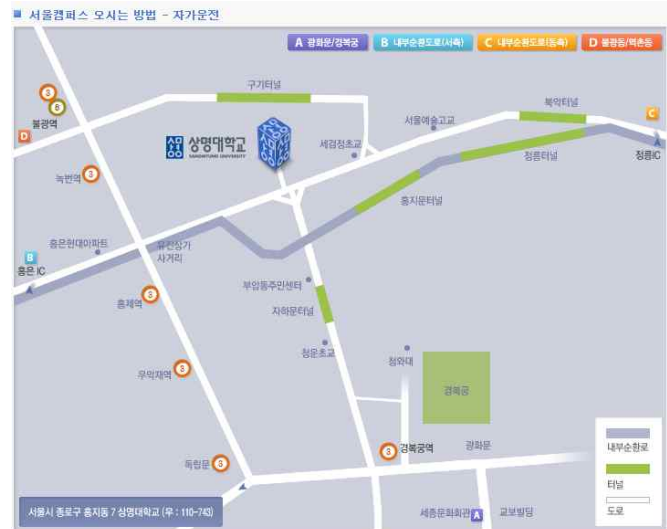 서울캠퍼스 오시는 방법 - 자가운전
A 광화문/경복궁
B 내부순환도로(서측)
C 내부순환도로(동측)
D 불광동/역촌동
3
6
불광역
D
구기터널
북악터널
서울예술고교
C
상명대학교
SANGMYUNG UNIVERSITY
세검정초교
정릉터널
정릉IC
녹번역 3
홍지문터널
홍은현대아파트
유진상가
사거리
B
홍은 IC
부암동주민센터
홍제역 3
자하문터널
청운초교
청와대
무악재역 3
경복궁
3 경복궁역
광화문
내부순환로
독립문 3
터널
서울시 종로구 홍지동 7 상명대학교 (우 : 110-743)
세종문화회관 A
교보빌딩
도로